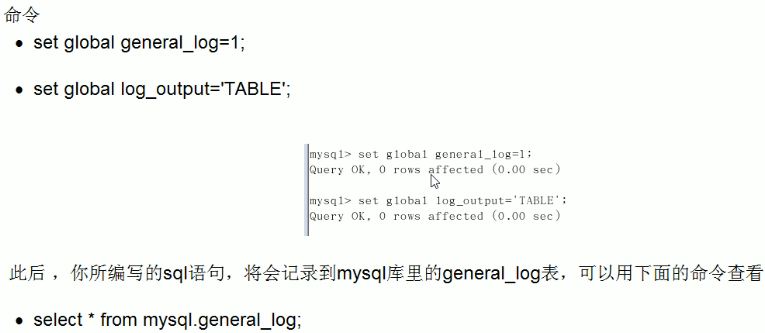 命令
● set global general_log=1;
● set global log_output='TABLE';
mysql> set global general_log=1;
Query OK, 0 rows affected (0.00 sec)
mysql> set global log_output='TABLE';
Query OK, 0 rows affected (0.00 sec)
此后 ，你所编写的sql语句，将会记录到mysql库里的general_log表，可以用下面的命令查看
● select * from mysql.general_log;